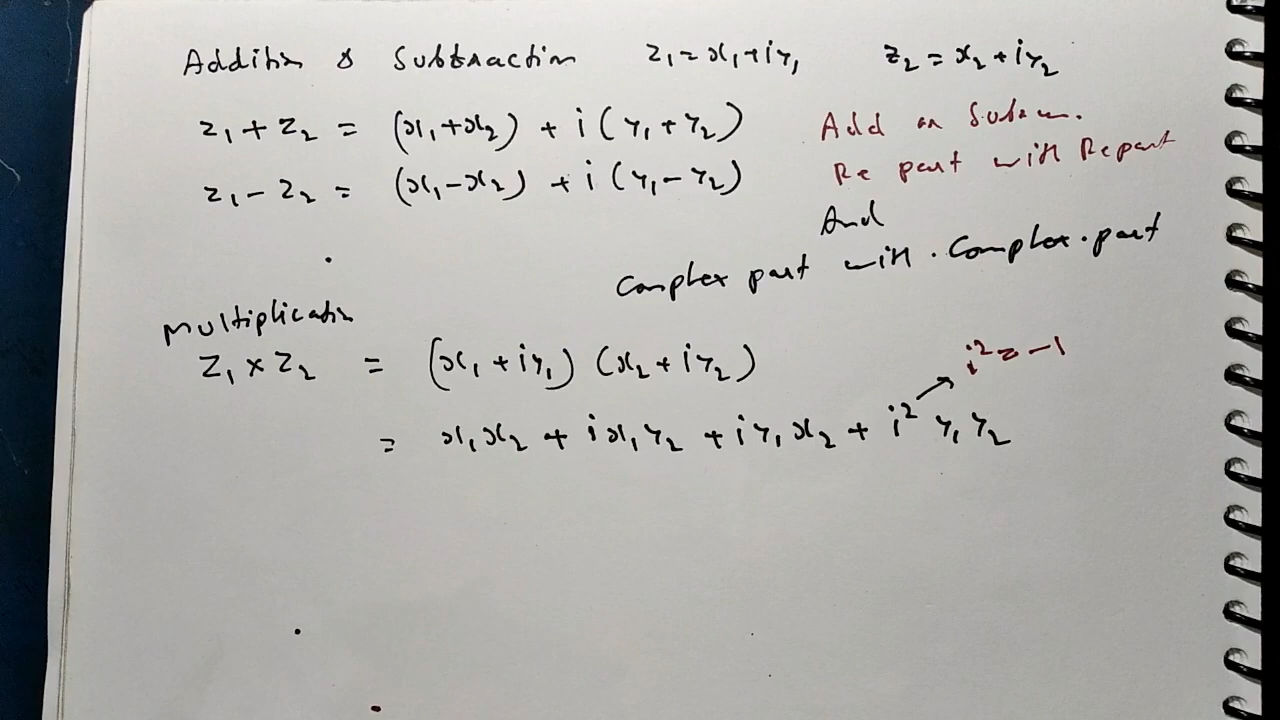 Addition & Subtraction z₁ = x₁ + iy₁ z₂ = x₂ + iy₂
z₁ + z₂ = (x₁+x₂) + i(y₁+y₂) Add
z₁ − z₂ = (x₁−x₂) + i(y₁−y₂) Re part with Re part
And
Complex part with Complex part
Multiplication
z₁ × z₂ = (x₁ + iy₁) (x₂ + iy₂) i² = −1
= x₁x₂ + ix₁y₂ + iy₁x₂ + i² y₁y₂